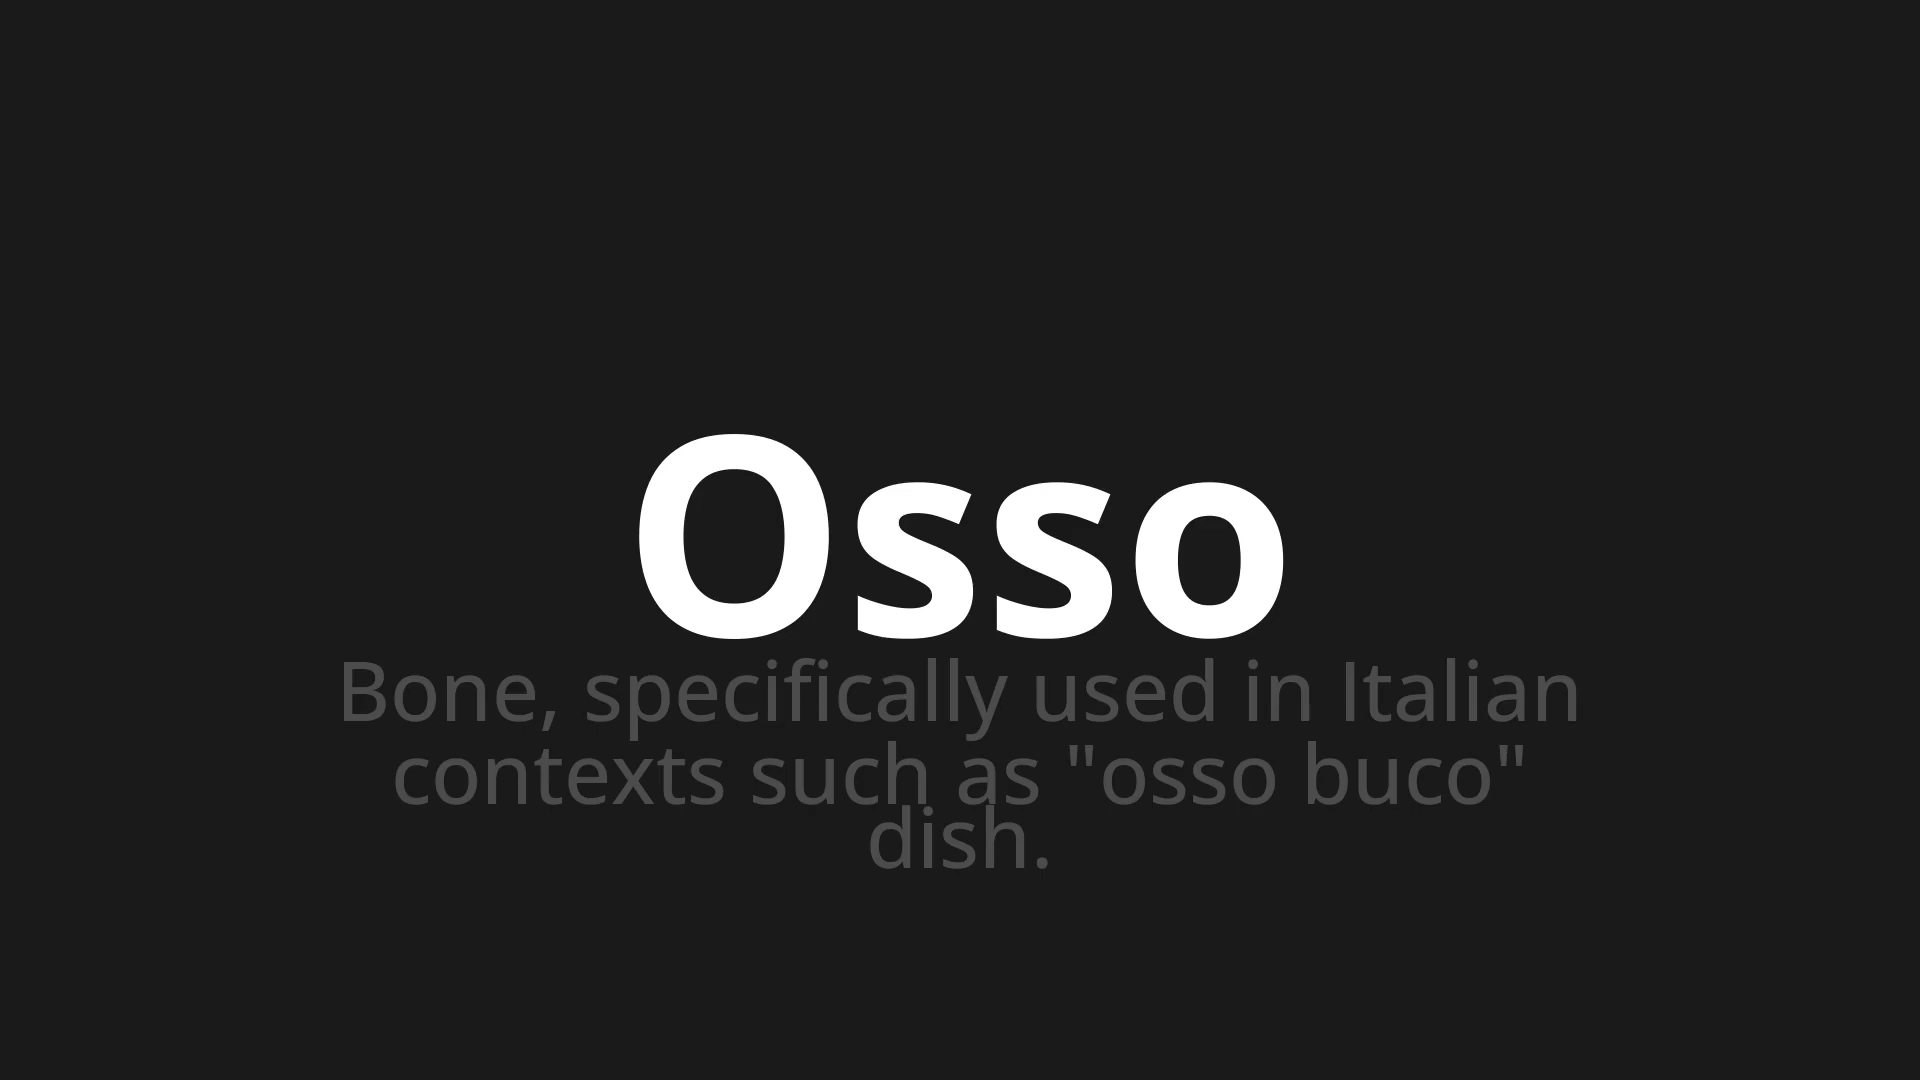 Osso
Bone, specifically used in Italian
contexts such as "osso buco"
dish.